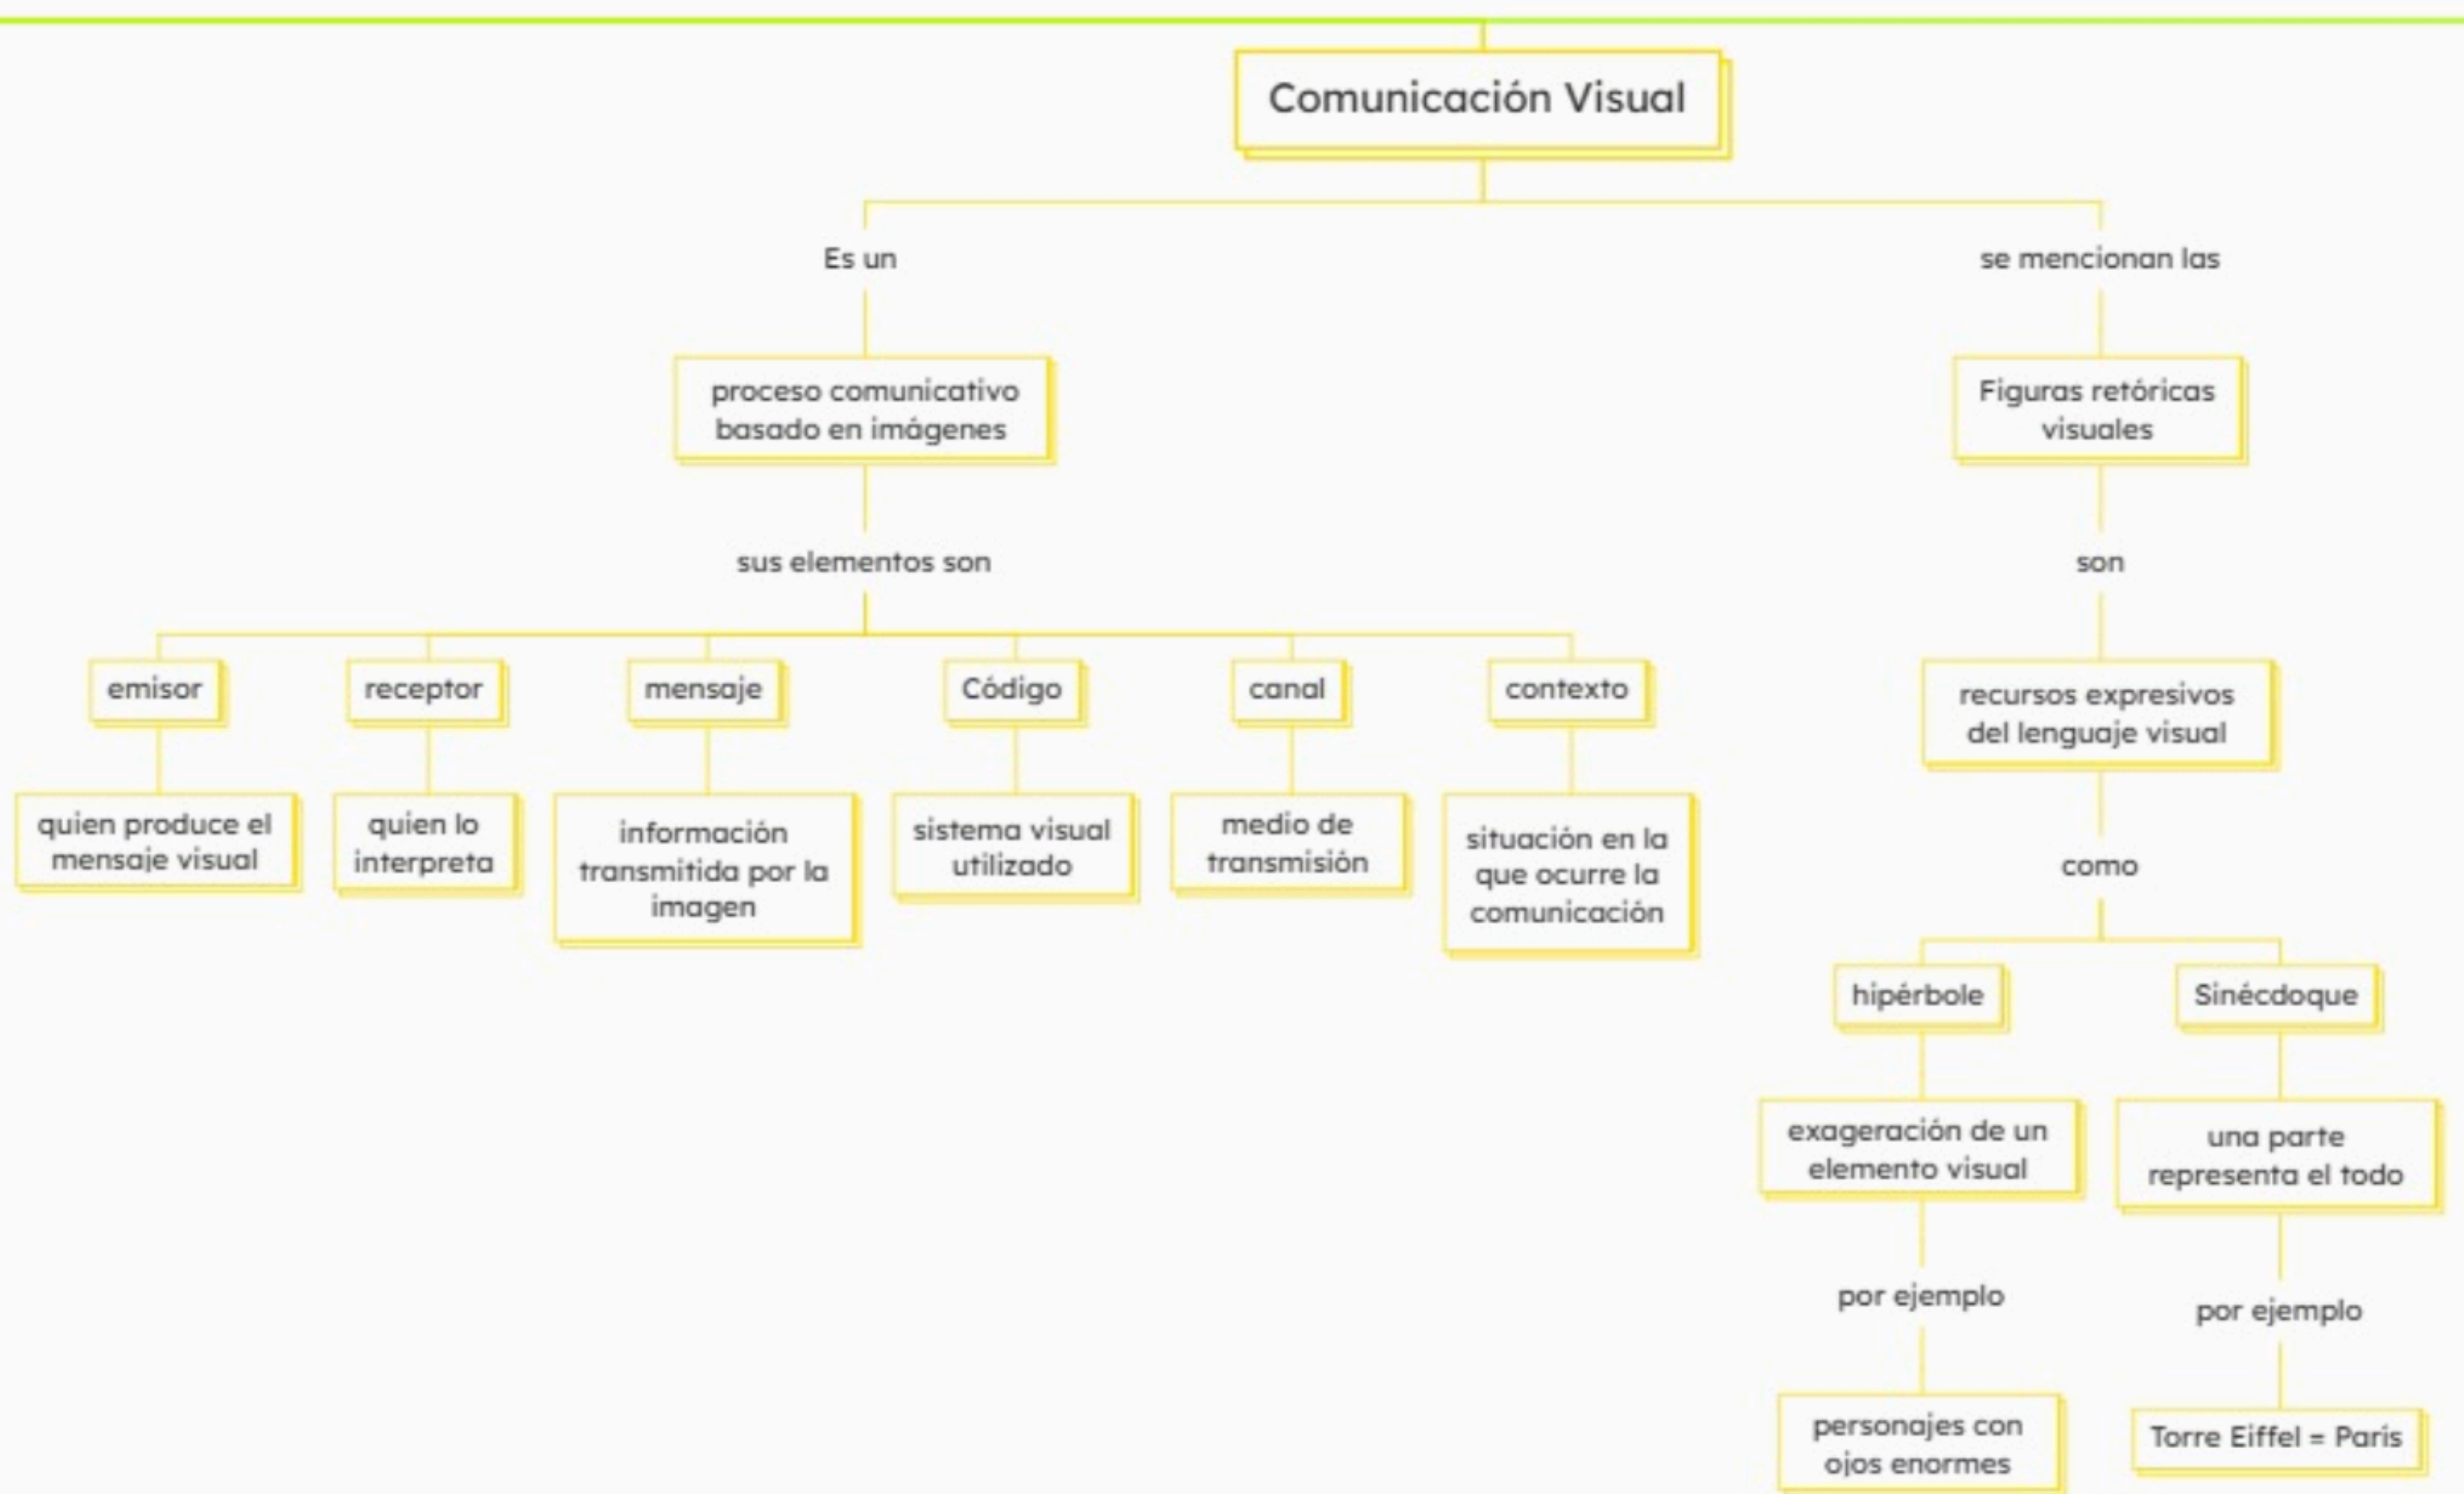 Comunicación Visual
Es un
se mencionan las
proceso comunicativo
basado en imágenes
Figuras retóricas
visuales
sus elementos son
son
emisor
receptor
mensaje
Código
canal
contexto
recursos expresivos
del lenguaje visual
quien produce el
mensaje visual
quien lo
interpreta
información
transmitida por la
imagen
sistema visual
utilizado
medio de
transmisión
situación en la
que ocurre la
comunicación
como
hipérbole
Sinécdoque
exageración de un
elemento visual
una parte
representa el todo
por ejemplo
por ejemplo
personajes con
ojos enormes
Torre Eiffel = París